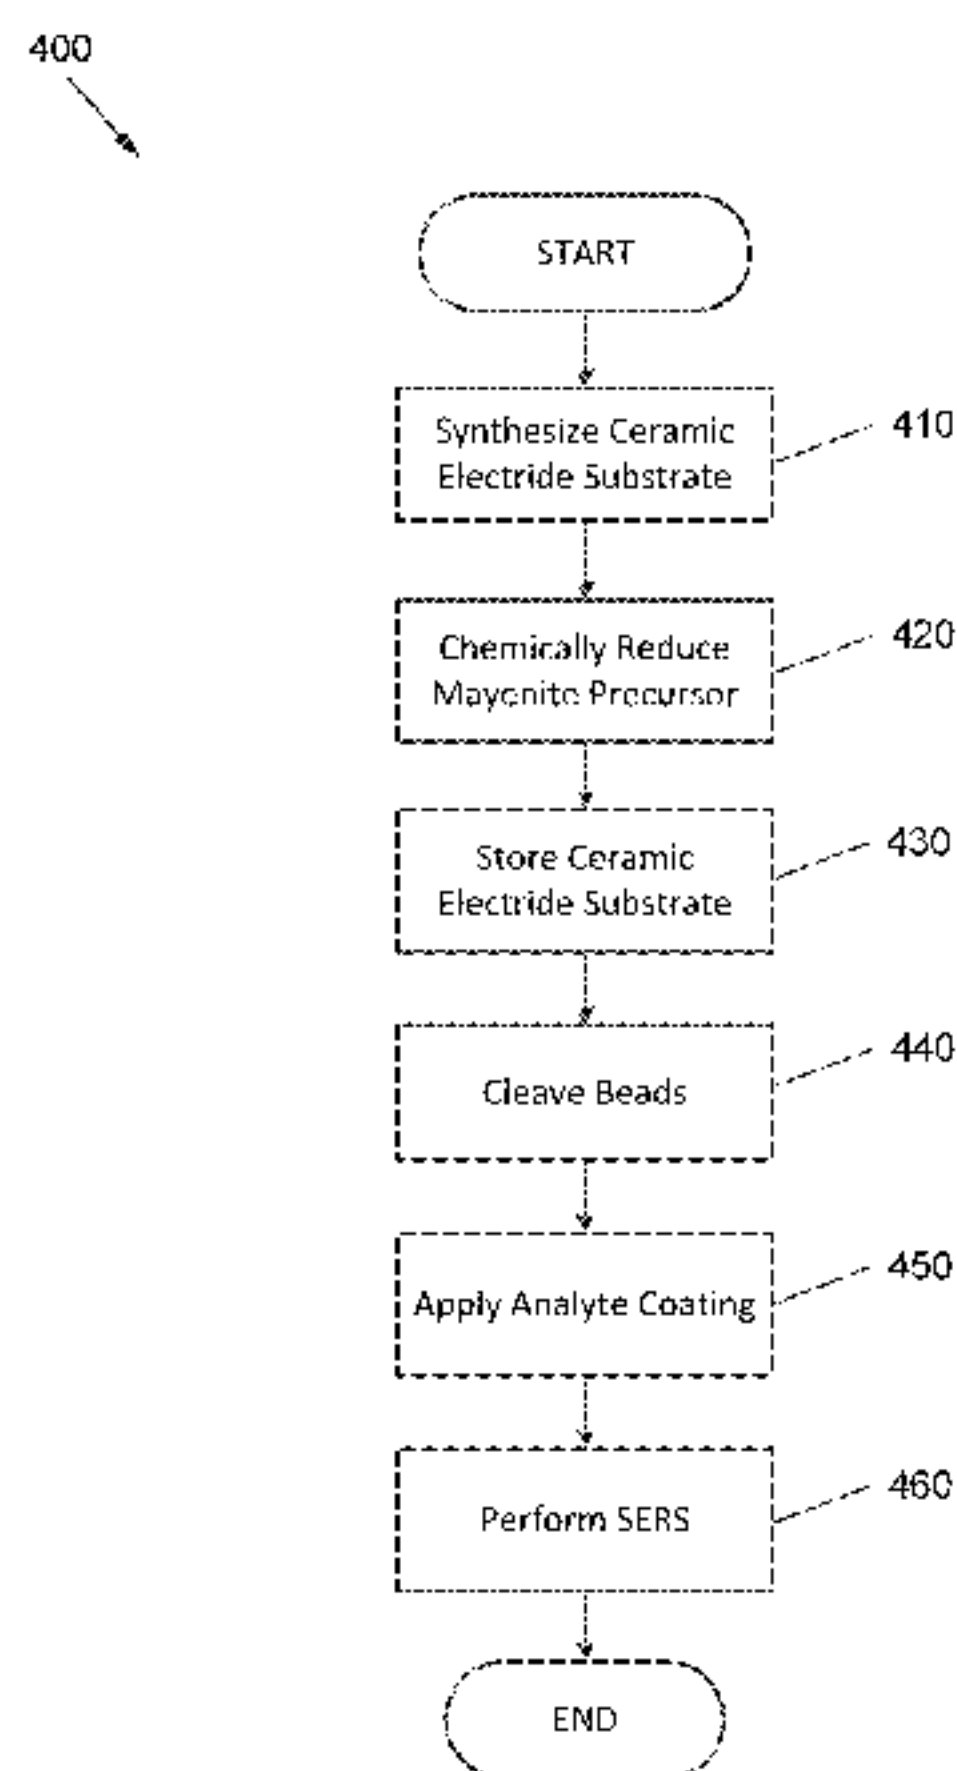 400
START
Synthesize Ceramic
Electride Substrate
410
Chemically Reduce
Mayenite Precursor
420
Store Ceramic
Electride Substrate
430
Cleave Beads
440
Apply Analyte Coating
450
Perform SERS
460
END